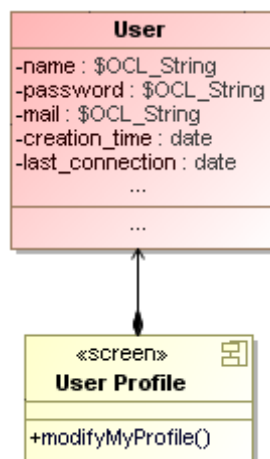 User
-name : $OCL_String
-password : $OCL_String
-mail : $OCL_String
-creation_time : date
-last_connection : date
...
...
«screen»
User Profile
+modifyMyProfile()